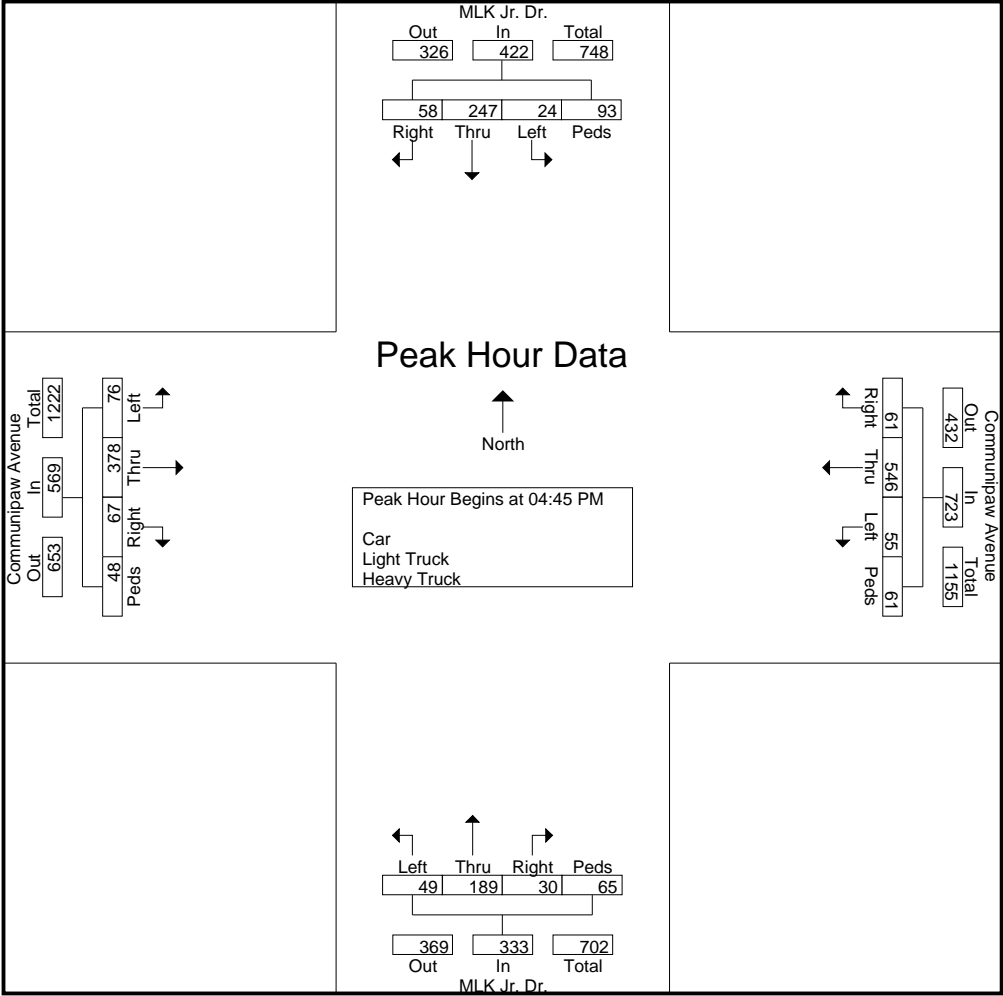 MLK Jr. Dr.
Out In Total
326 422 748
58 247 24 93
Right Thru Left Peds
Peak Hour Data
North
Peak Hour Begins at 04:45 PM
Car
Light Truck
Heavy Truck
Communipaw Avenue
Total In Out
1222 569 653
76 378 67 48
Left Thru Right Peds
Communipaw Avenue
Out In Total
432 723 1155
61 546 55 61
Right Thru Left Peds
Left Thru Right Peds
49 189 30 65
369 333 702
Out In Total
MLK Jr. Dr.